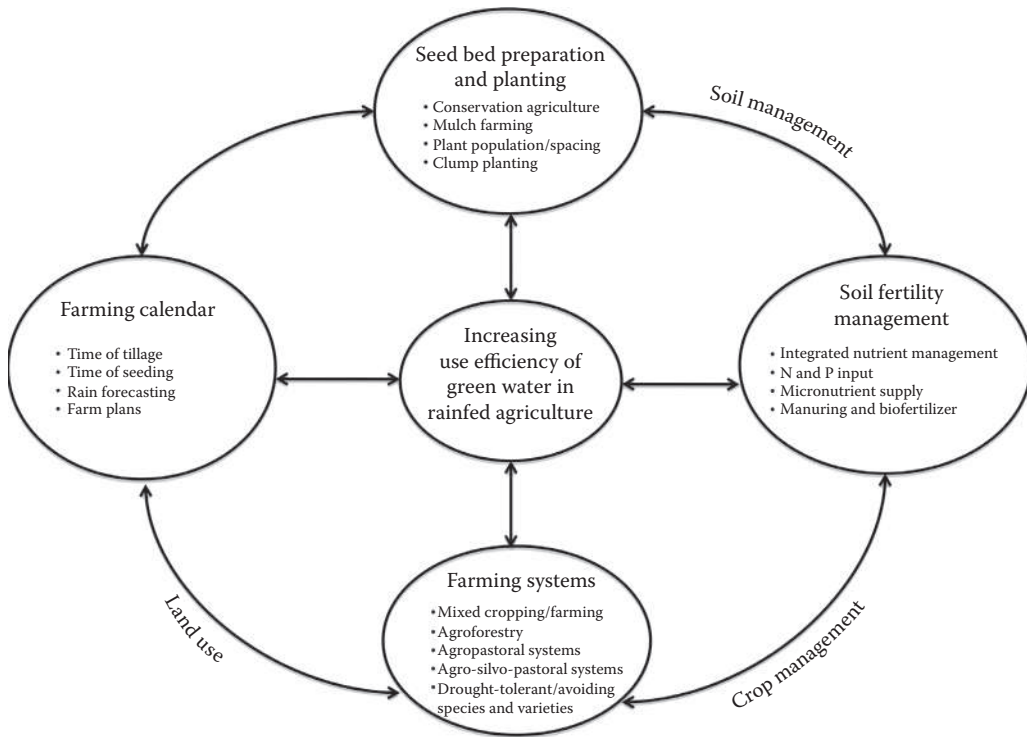 Seed bed preparation
and planting
• Conservation agriculture
• Mulch farming
• Plant population/spacing
• Clump planting
Soil management
Farming calendar
• Time of tillage
• Time of seeding
• Rain forecasting
• Farm plans
Increasing
use efficiency of
green water in
rainfed agriculture
Soil fertility
management
• Integrated nutrient management
• N and P input
• Micronutrient supply
• Manuring and biofertilizer
Land use
Farming systems
• Mixed cropping/farming
• Agroforestry
• Agropastoral systems
• Agro-silvo-pastoral systems
• Drought-tolerant/avoiding
species and varieties
Crop management